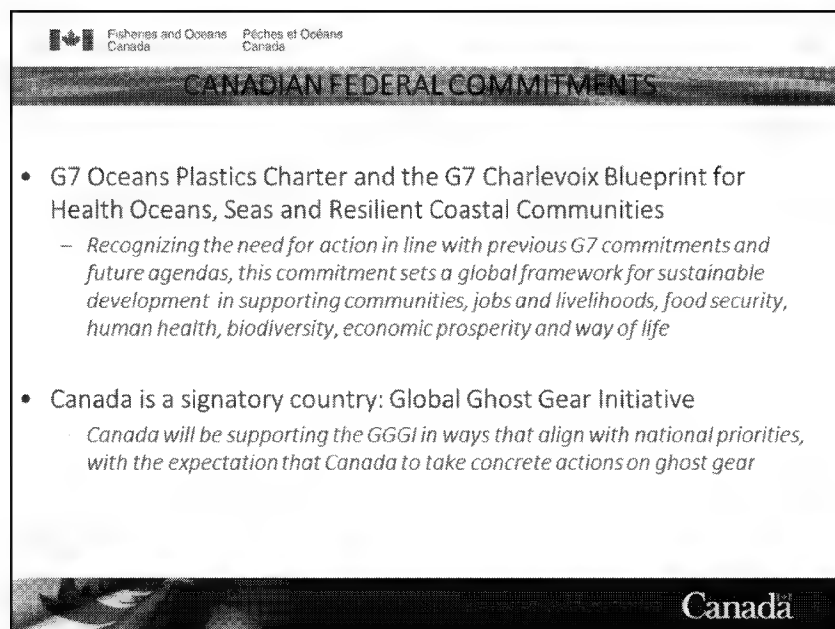 Fisheries and Oceans Pêches et Océans
Canada Canada
CANADIAN FEDERAL COMMITMENTS
• G7 Oceans Plastics Charter and the G7 Charlevoix Blueprint for
Health Oceans, Seas and Resilient Coastal Communities
– Recognizing the need for action in line with previous G7 commitments and
future agendas, this commitment sets a global framework for sustainable
development in supporting communities, jobs and livelihoods, food security,
human health, biodiversity, economic prosperity and way of life
• Canada is a signatory country: Global Ghost Gear Initiative
Canada will be supporting the GGGI in ways that align with national priorities,
with the expectation that Canada to take concrete actions on ghost gear
Canada